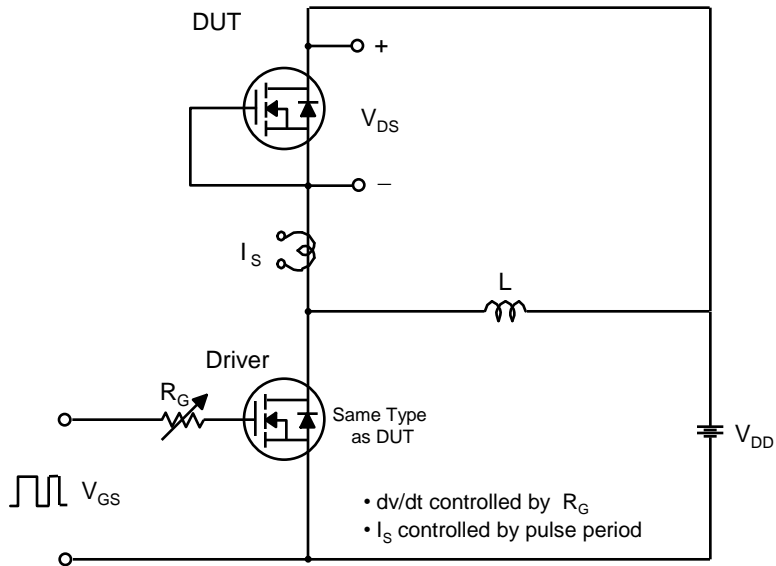 DUT
+
V_DS
−
I_S
L
Driver
R_G
Same Type
as DUT
V_DD
V_GS
• dv/dt controlled by R_G
• I_S controlled by pulse period